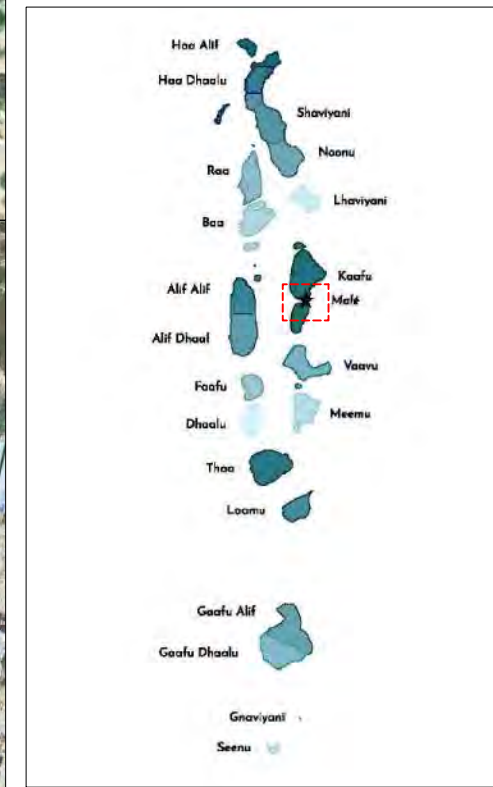 Haa Alif
Haa Dhaalu
Shaviyani
Noonu
Raa
Lhaviyani
Baa
Kaafu
Alif Alif
Malé
Alif Dhaal
Vaavu
Faafu
Meemu
Dhaalu
Thaa
Laamu
Gaafu Alif
Gaafu Dhaalu
Gnaviyani
Seenu